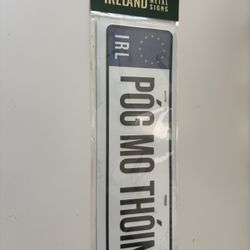 IRELAND METAL SIGNS
IRL
PÓG MO THÓIN